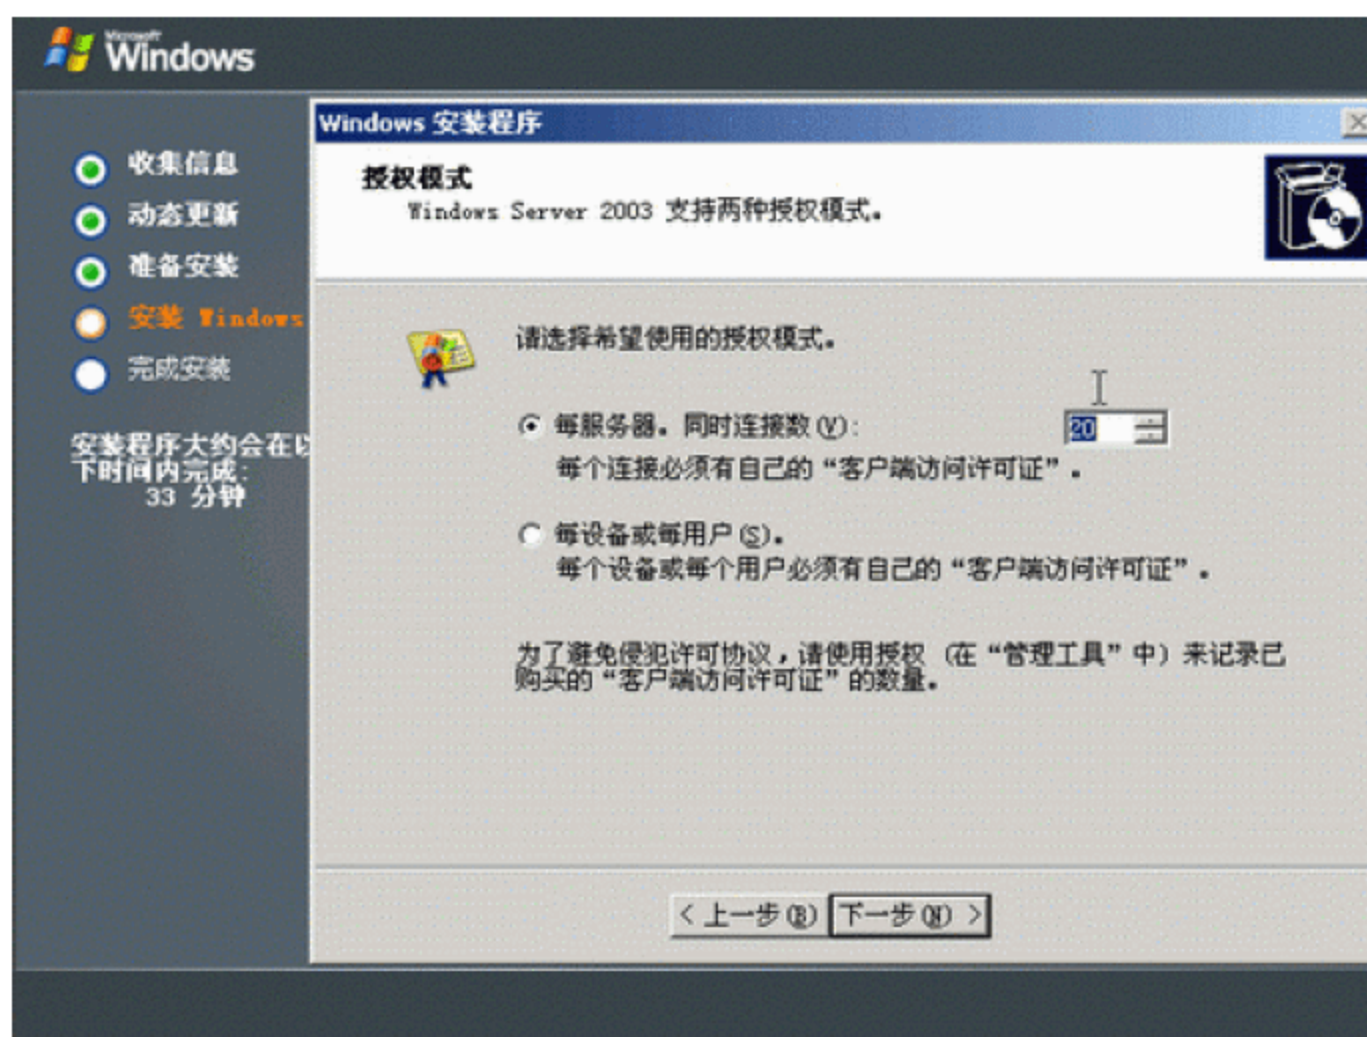 Microsoft
Windows
Windows 安装程序
收集信息
动态更新
准备安装
安装 Windows
完成安装
安装程序大约会在以
下时间内完成:
33 分钟
授权模式
Windows Server 2003 支持两种授权模式。
请选择希望使用的授权模式。
每服务器。同时连接数(V): 20
每个连接必须有自己的“客户端访问许可证”。
每设备或每用户(S)。
每个设备或每个用户必须有自己的“客户端访问许可证”。
为了避免侵犯许可协议，请使用授权（在“管理工具”中）来记录已
购买的“客户端访问许可证”的数量。
< 上一步(B) 下一步(N) >